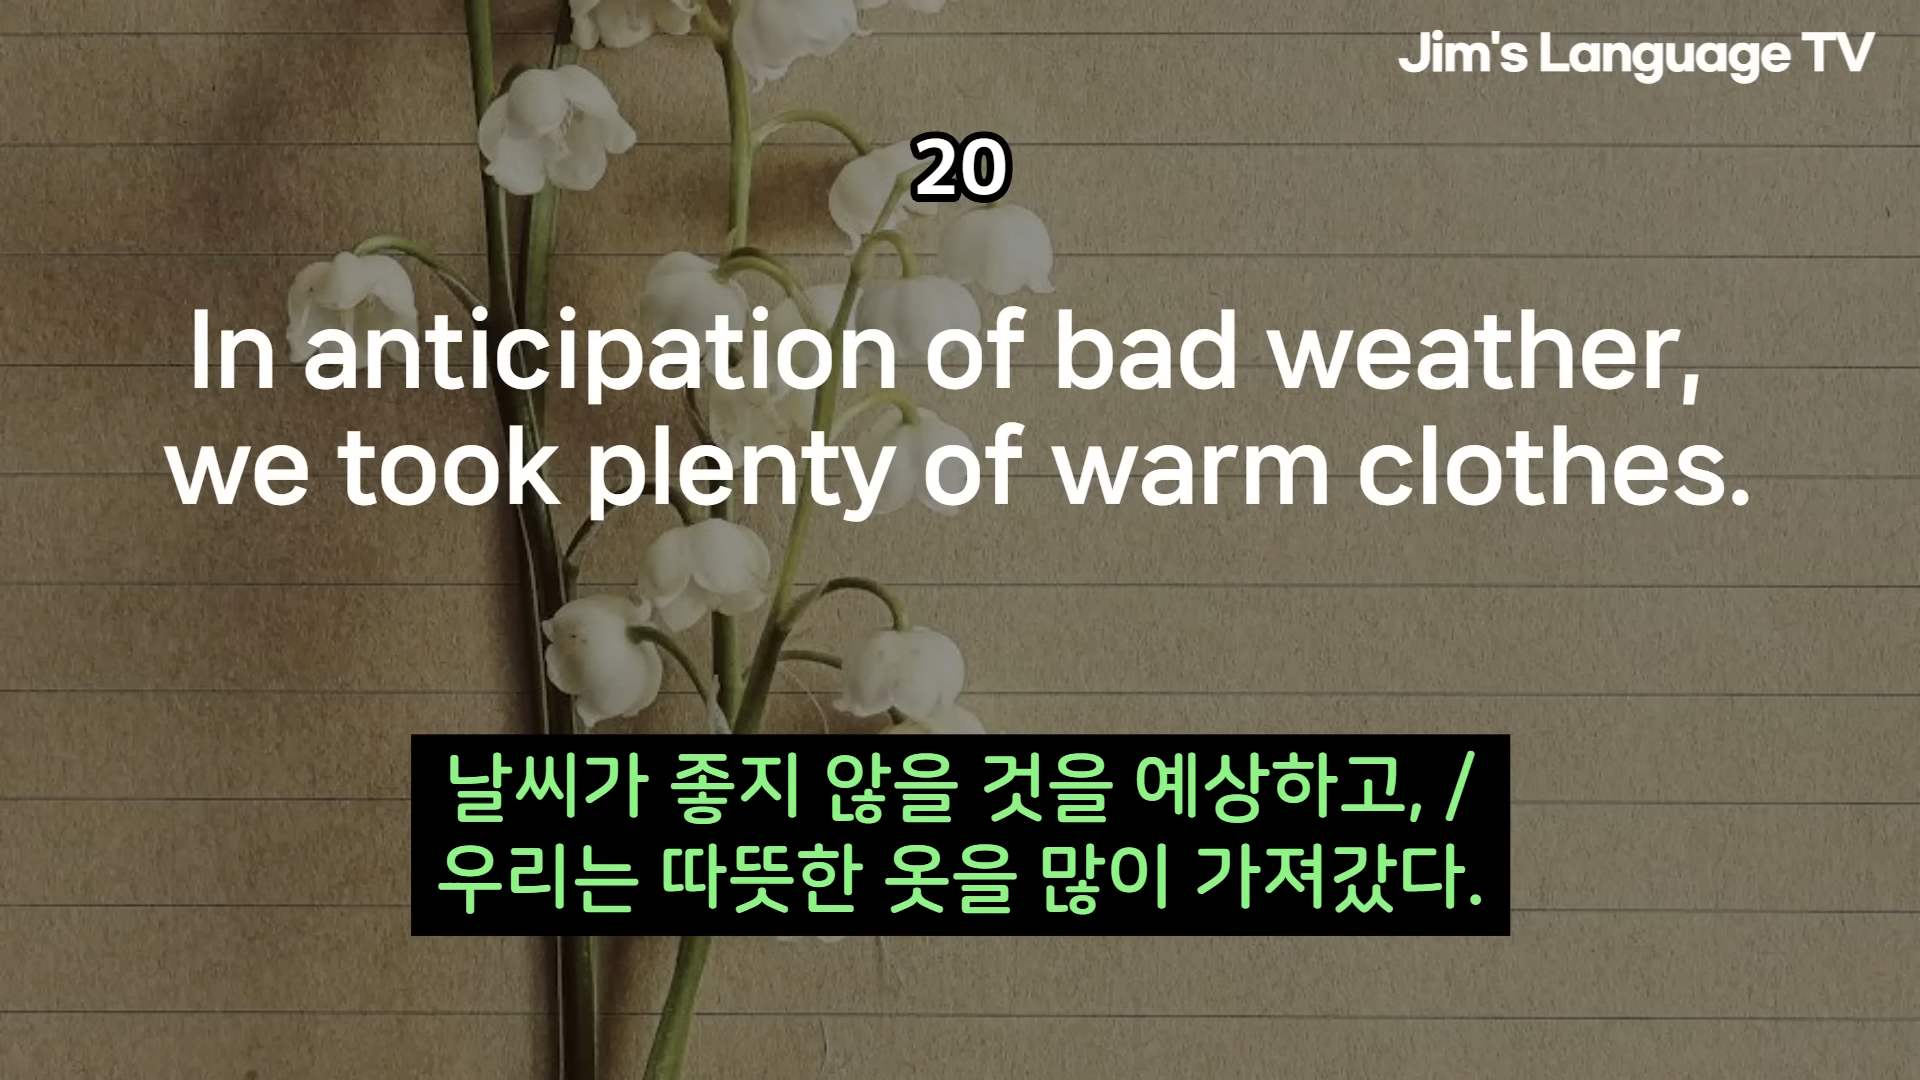 Jim's Language TV
20
In anticipation of bad weather,
we took plenty of warm clothes.
날씨가 좋지 않을 것을 예상하고, /
우리는 따뜻한 옷을 많이 가져갔다.